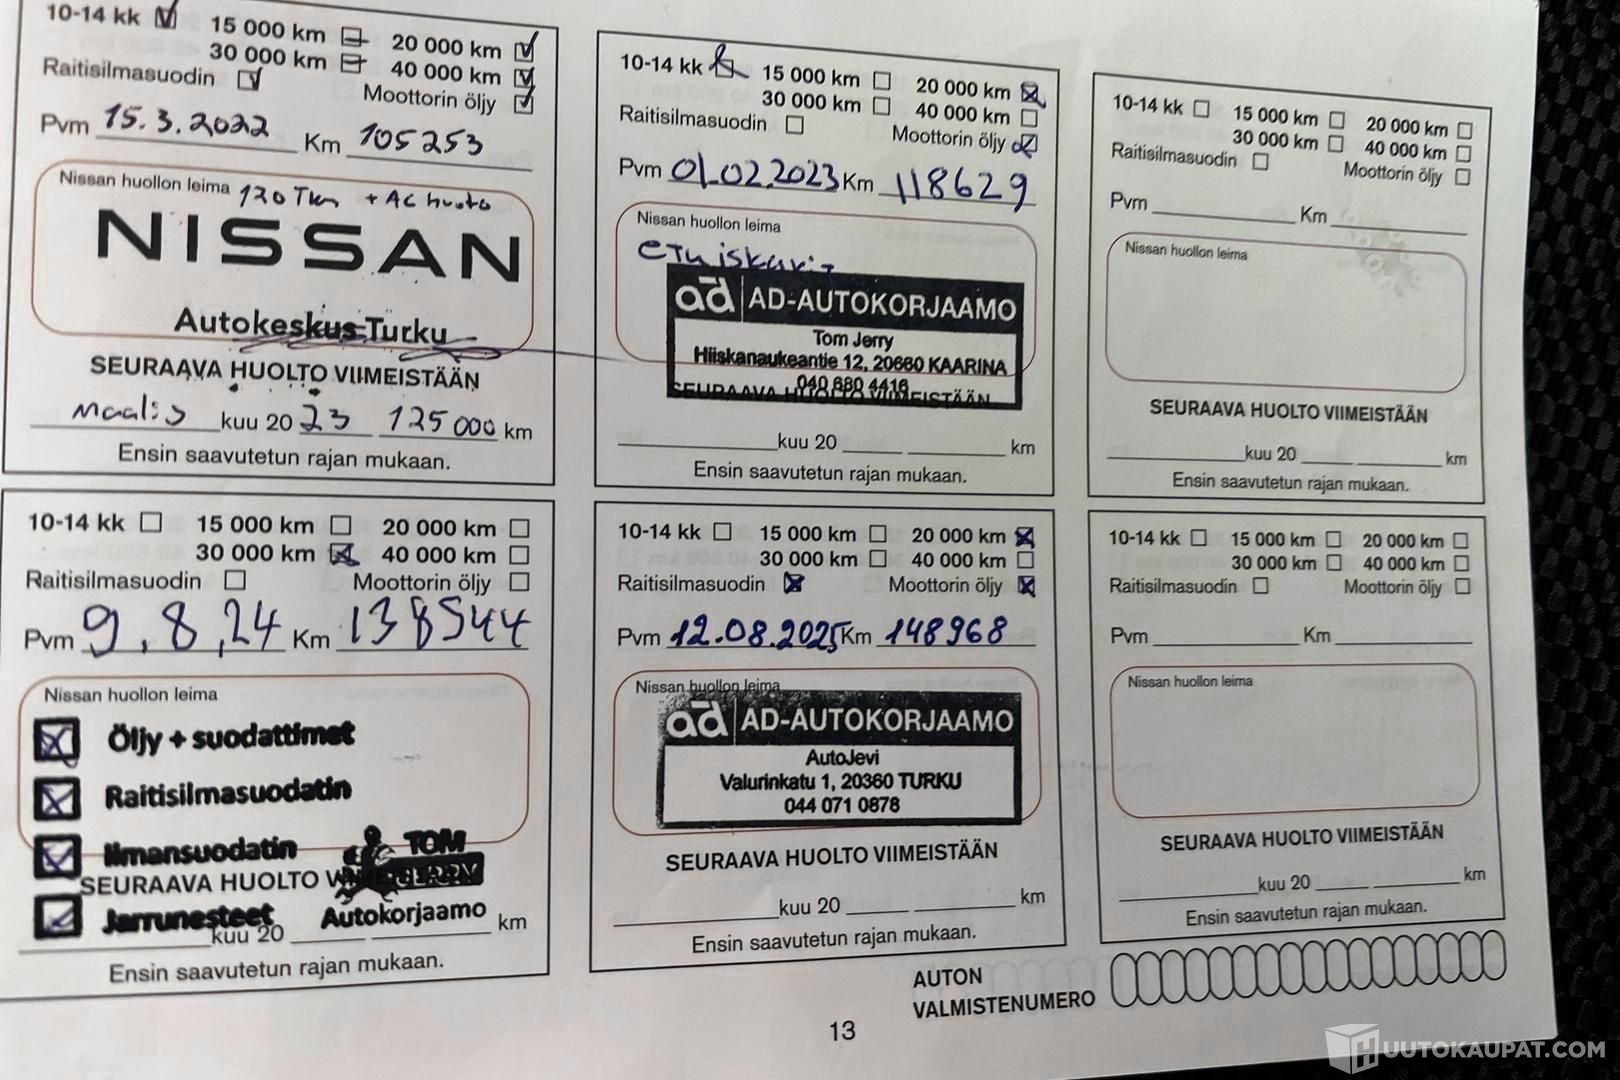 10-14 kk 15 000 km 20 000 km
30 000 km 40 000 km
Raitisilmasuodin Moottorin öljy
Pvm 15.3.2022 Km 105253
Nissan huollon leima 120 Tkm + AC huolto
NISSAN
Autokeskus Turku
SEURAAVA HUOLTO VIIMEISTÄÄN
Maalis kuu 20 23 125 000 km
Ensin saavutetun rajan mukaan.
10-14 kk 15 000 km 20 000 km
30 000 km 40 000 km
Raitisilmasuodin Moottorin öljy
Pvm 01.02.2023 Km 118629
Nissan huollon leima
ad AD-AUTOKORJAAMO
Tom Jerry
Hiiskanaukeantie 12, 20660 KAARINA
040 680 4416
SEURAAVA HUOLTO VIIMEISTÄÄN
kuu 20 km
Ensin saavutetun rajan mukaan.
10-14 kk 15 000 km 20 000 km
30 000 km 40 000 km
Raitisilmasuodin Moottorin öljy
Pvm Km
Nissan huollon leima
SEURAAVA HUOLTO VIIMEISTÄÄN
kuu 20 km
Ensin saavutetun rajan mukaan.
10-14 kk 15 000 km 20 000 km
30 000 km 40 000 km
Raitisilmasuodin Moottorin öljy
Pvm 9.8.24 Km 138544
Nissan huollon leima
Öljy + suodattimet
Raitisilmasuodatin
Ilmansuodatin TOM
SEURAAVA HUOLTO
Jarrunesteet Autokorjaamo
kuu 20 km
Ensin saavutetun rajan mukaan.
10-14 kk 15 000 km 20 000 km
30 000 km 40 000 km
Raitisilmasuodin Moottorin öljy
Pvm 12.08.2025 Km 148968
Nissan huollon leima
ad AD-AUTOKORJAAMO
AutoJevi
Valurinkatu 1, 20360 TURKU
044 071 0878
SEURAAVA HUOLTO VIIMEISTÄÄN
kuu 20 km
Ensin saavutetun rajan mukaan.
10-14 kk 15 000 km 20 000 km
30 000 km 40 000 km
Raitisilmasuodin Moottorin öljy
Pvm Km
Nissan huollon leima
SEURAAVA HUOLTO VIIMEISTÄÄN
kuu 20 km
Ensin saavutetun rajan mukaan.
AUTON
VALMISTENUMERO
13
HUUTOKAUPAT.COM